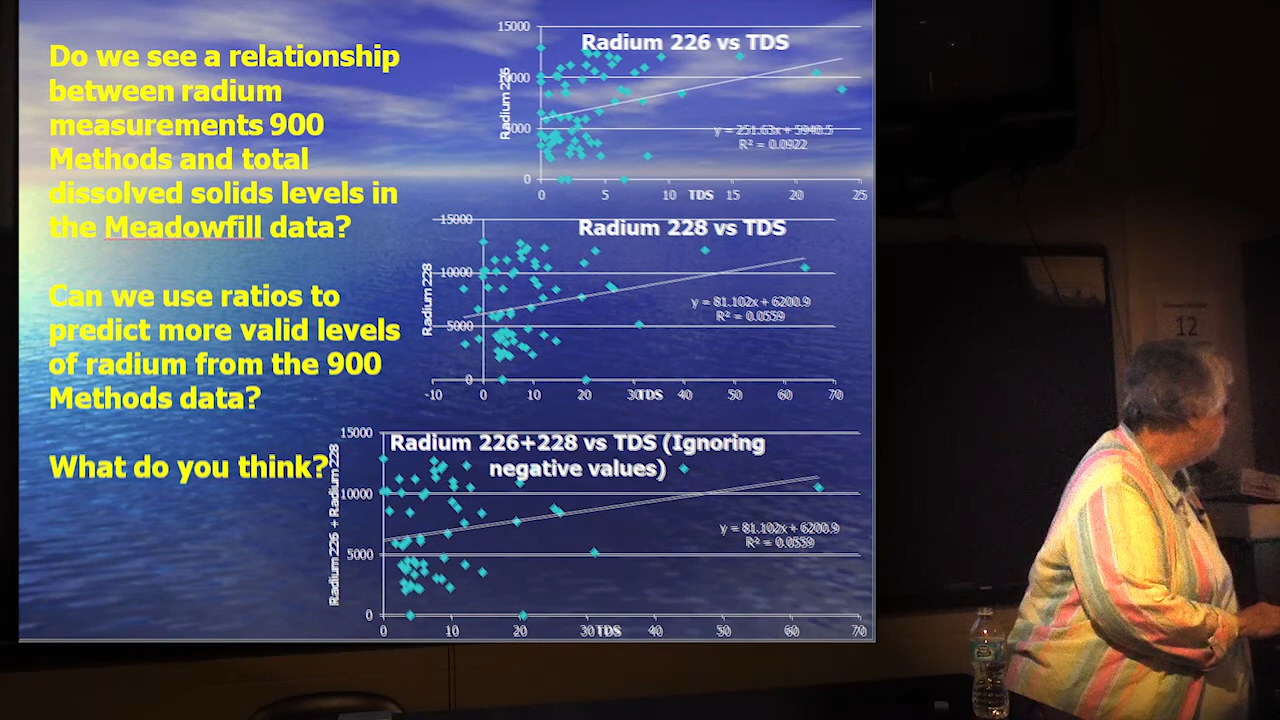 Do we see a relationship
between radium
measurements 900
Methods and total
dissolved solids levels in
the Meadowfill data?
Can we use ratios to
predict more valid levels
of radium from the 900
Methods data?
What do you think?
Radium 226 vs TDS
Radium 226
15000
10000
5000
0
y = 251.63x + 5940.5
R² = 0.0922
0 5 10 15 20 25
TDS
Radium 228 vs TDS
Radium 228
15000
10000
5000
0
y = 81.102x + 6200.9
R² = 0.0559
-10 0 10 20 30 40 50 60 70
TDS
Radium 226+228 vs TDS (Ignoring
negative values)
Radium 226 + Radium 228
15000
10000
5000
0
y = 81.102x + 6200.9
R² = 0.0559
0 10 20 30 40 50 60 70
TDS
12